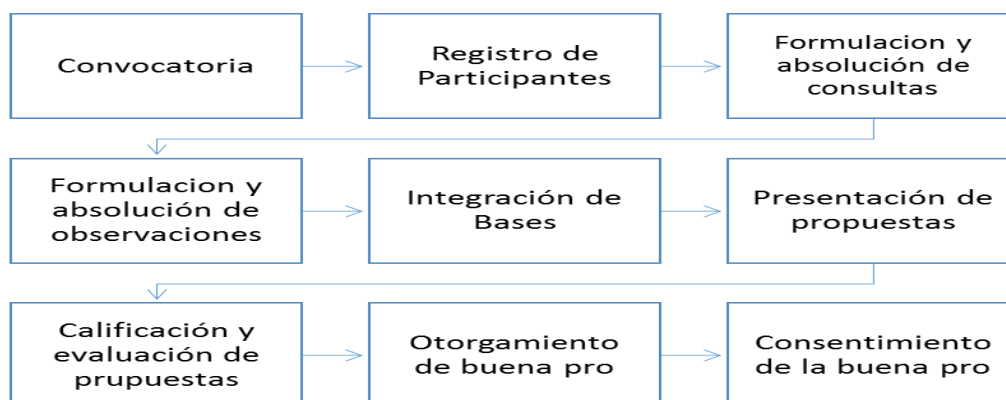 Convocatoria
Registro de
Participantes
Formulacion y
absolución de
consultas
Formulacion y
absolución de
observaciones
Integración de
Bases
Presentación de
propuestas
Calificación y
evaluación de
prupuestas
Otorgamiento
de buena pro
Consentimiento
de la buena pro